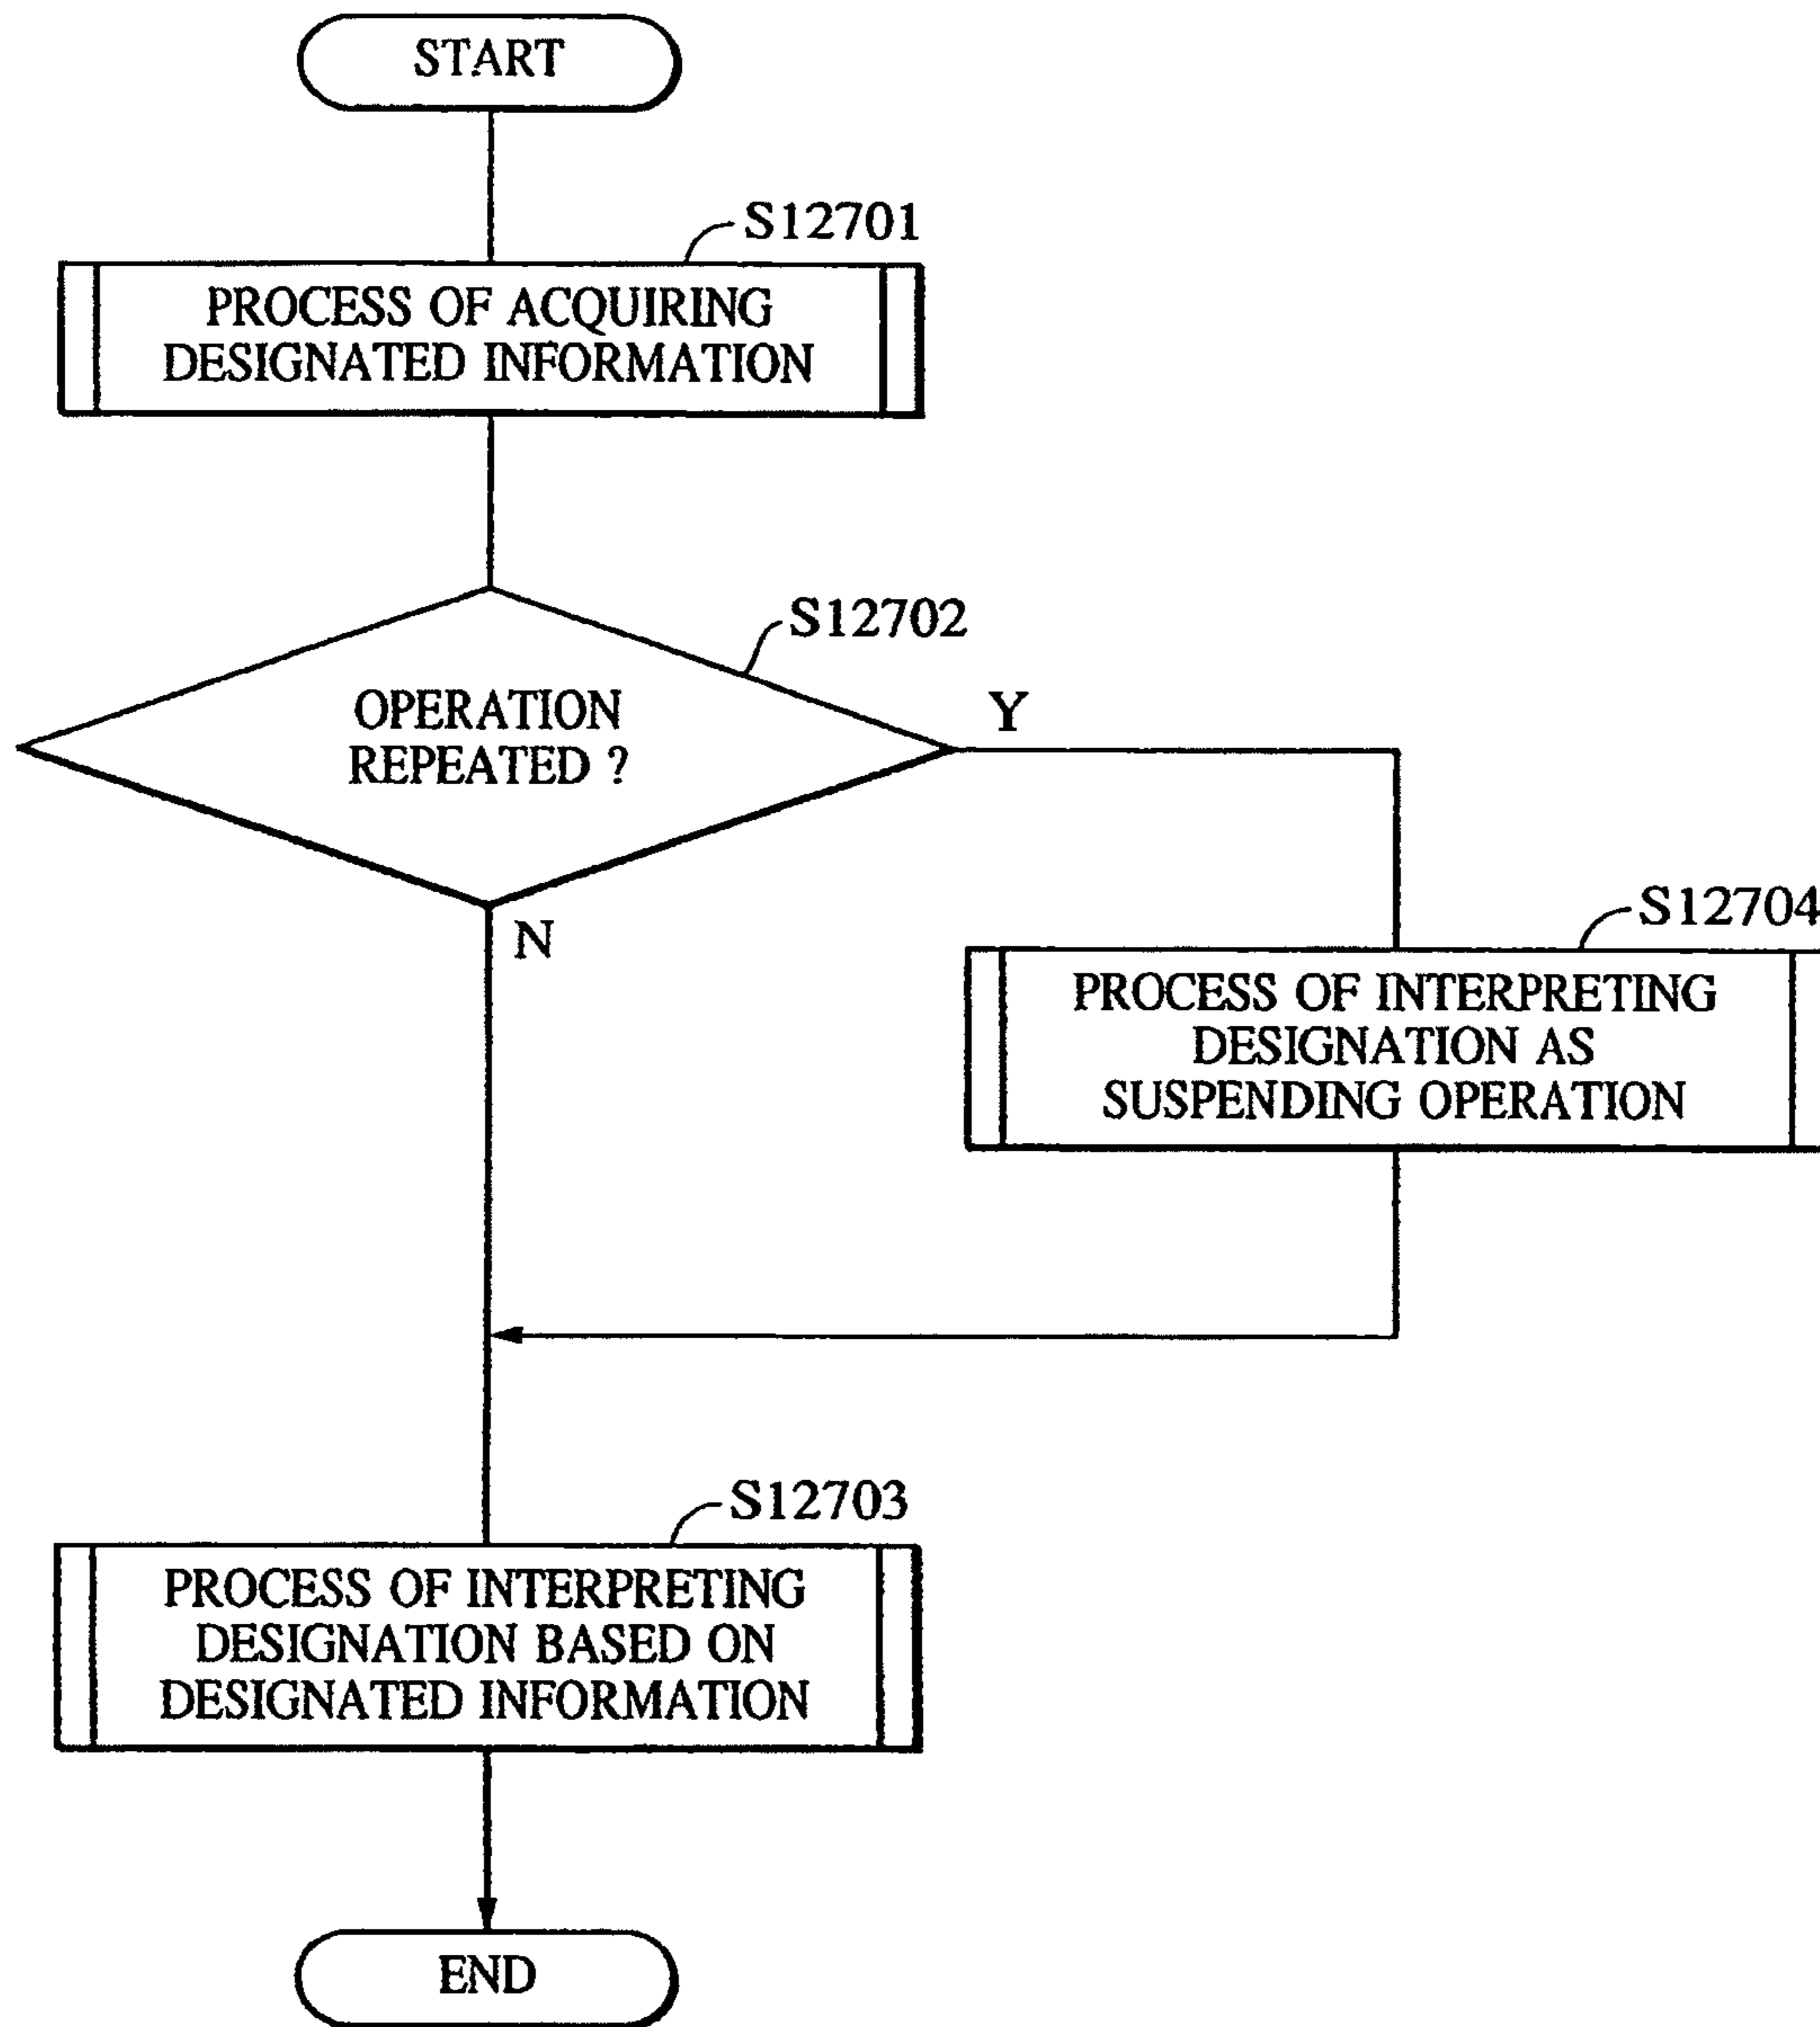 START
S12701
PROCESS OF ACQUIRING
DESIGNATED INFORMATION
S12702
OPERATION
REPEATED ?
Y
N
S12704
PROCESS OF INTERPRETING
DESIGNATION AS
SUSPENDING OPERATION
S12703
PROCESS OF INTERPRETING
DESIGNATION BASED ON
DESIGNATED INFORMATION
END